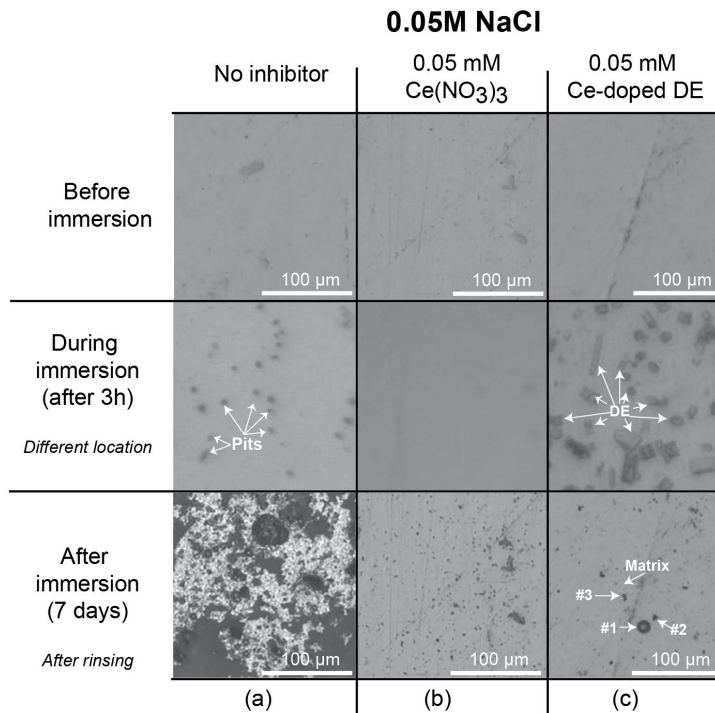 0.05M NaCl
No inhibitor
0.05 mM
Ce(NO3)3
0.05 mM
Ce-doped DE
Before
immersion
100 µm
100 µm
100 µm
During
immersion
(after 3h)
Different location
Pits
DE
After
immersion
(7 days)
After rinsing
Matrix
#3
#1
#2
100 µm
100 µm
100 µm
(a)
(b)
(c)